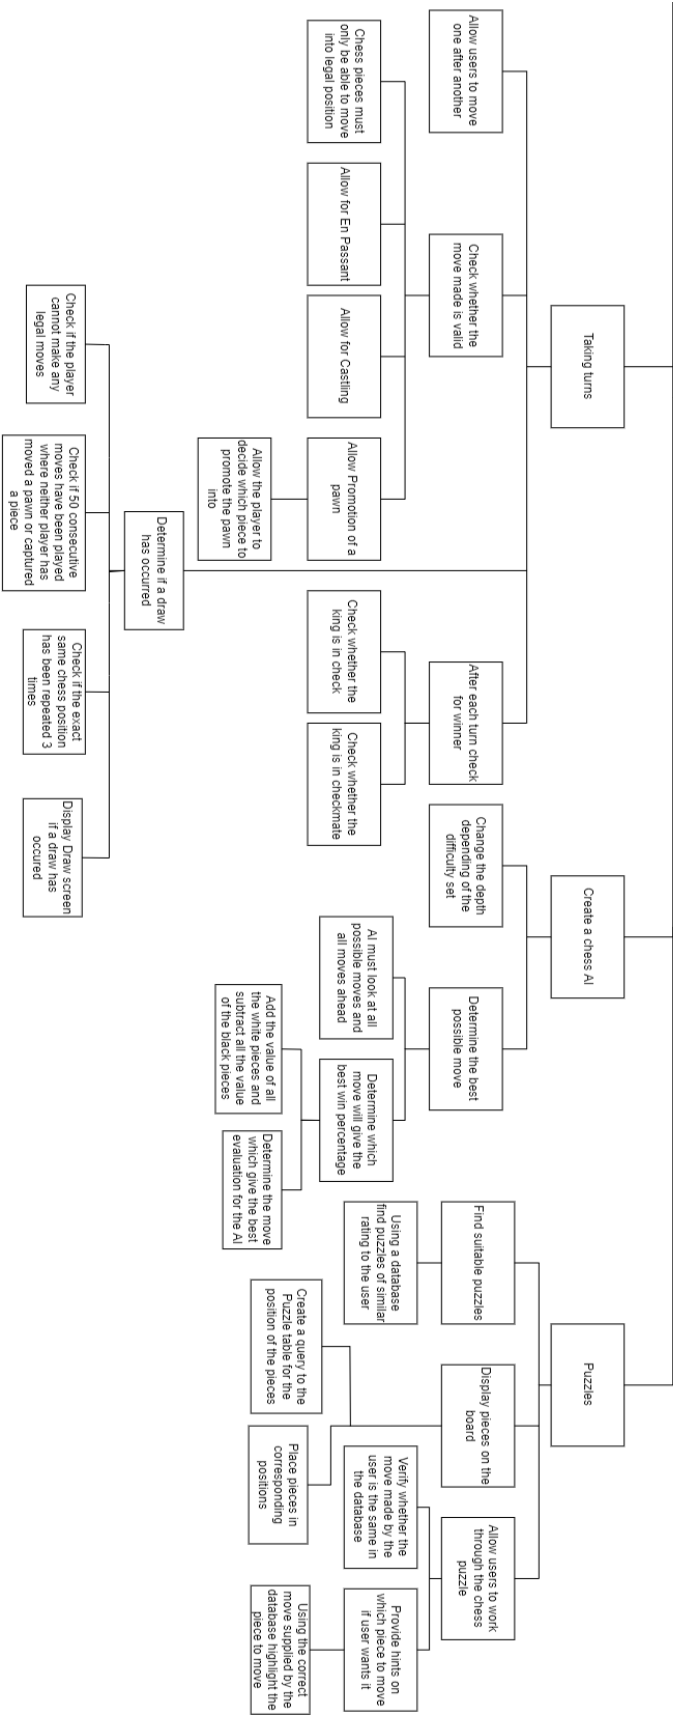 Taking turns
Create a chess AI
Puzzles
Allow users to move
one after another
Check whether the
move made is valid
After each turn check
for winner
Change the depth
depending of the
difficulty set
Determine the best
possible move
Find suitable puzzles
Display pieces on the
board
Allow users to work
through the chess
puzzle
Chess pieces must
only be able to move
into legal position
Allow for En Passant
Allow for Castling
Allow Promotion of a
pawn
Check whether the
king is in check
Check whether the
king is in checkmate
AI must look at all
possible moves and
all moves ahead
Determine which
move will give the
best win percentage
Using a database
find puzzles of similar
rating to the user
Verify whether the
move made by the
user is the same in
the database
Provide hints on
which piece to move
if user wants it
Allow the player to
decide which piece to
promote the pawn
into
Add the value of all
the white pieces and
subtract all the value
of the black pieces
Determine the move
which give the best
evaluation for the AI
Create a query to the
Puzzle table for the
position of the pieces
Place pieces in
corresponding
positions
Using the correct
move supplied by the
database highlight the
piece to move
Determine if a draw
has occurred
Check if the player
cannot make any
legal moves
Check if 50 consecutive
moves have been played
where neither player has
moved a pawn or captured
a piece
Check if the exact
same chess position
has been repeated 3
times
Display Draw screen
if a draw has
occured